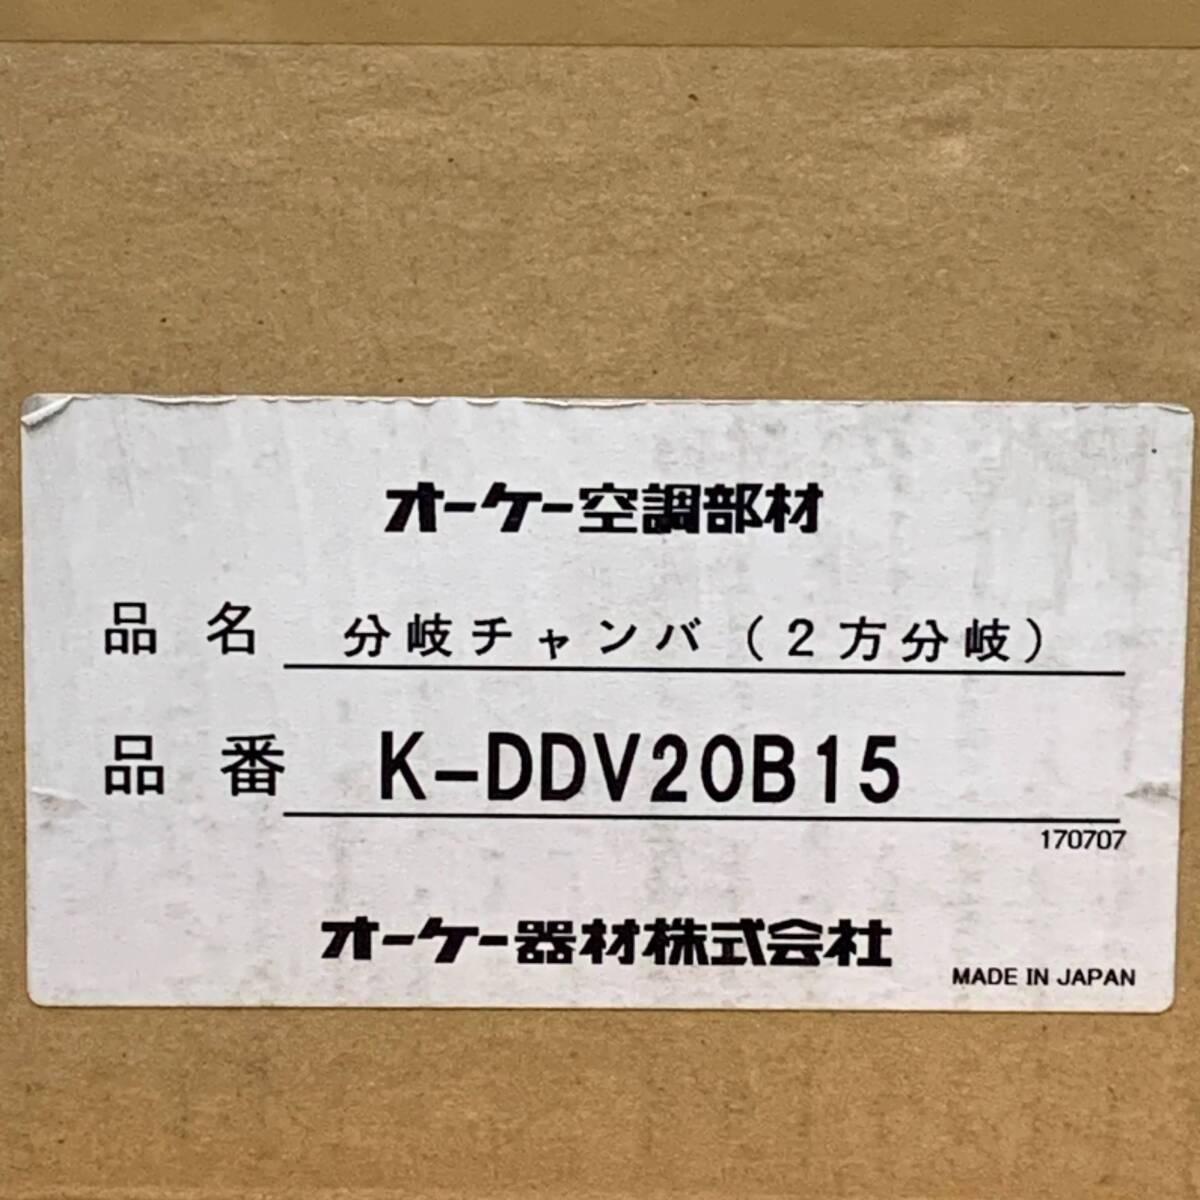 オーケー空調部材
品名 分岐チャンバ(2方分岐)
品番 K-DDV20B15
170707
オーケー器材株式会社
MADE IN JAPAN